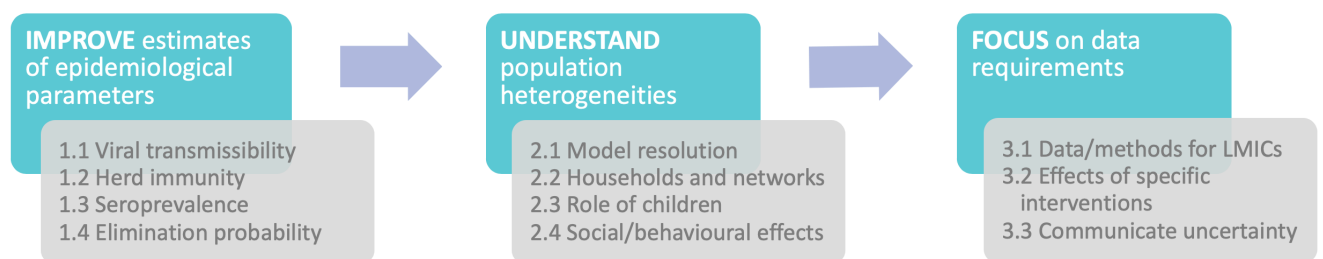 IMPROVE estimates
of epidemiological
parameters
1.1 Viral transmissibility
1.2 Herd immunity
1.3 Seroprevalence
1.4 Elimination probability
UNDERSTAND
population
heterogeneities
2.1 Model resolution
2.2 Households and networks
2.3 Role of children
2.4 Social/behavioural effects
FOCUS on data
requirements
3.1 Data/methods for LMICs
3.2 Effects of specific
interventions
3.3 Communicate uncertainty